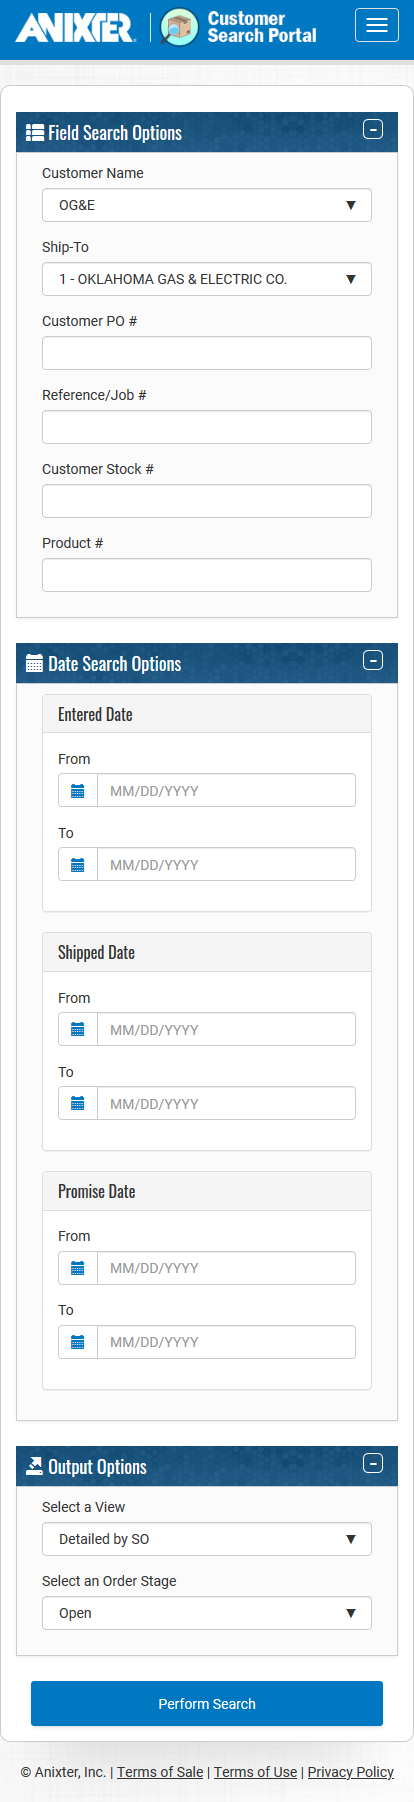 ANIXTER
Customer
Search Portal
Field Search Options
Customer Name
OG&E
Ship-To
1 - OKLAHOMA GAS & ELECTRIC CO.
Customer PO #
Reference/Job #
Customer Stock #
Product #
Date Search Options
Entered Date
From
MM/DD/YYYY
To
MM/DD/YYYY
Shipped Date
From
MM/DD/YYYY
To
MM/DD/YYYY
Promise Date
From
MM/DD/YYYY
To
MM/DD/YYYY
Output Options
Select a View
Detailed by SO
Select an Order Stage
Open
Perform Search
© Anixter, Inc. | Terms of Sale | Terms of Use | Privacy Policy